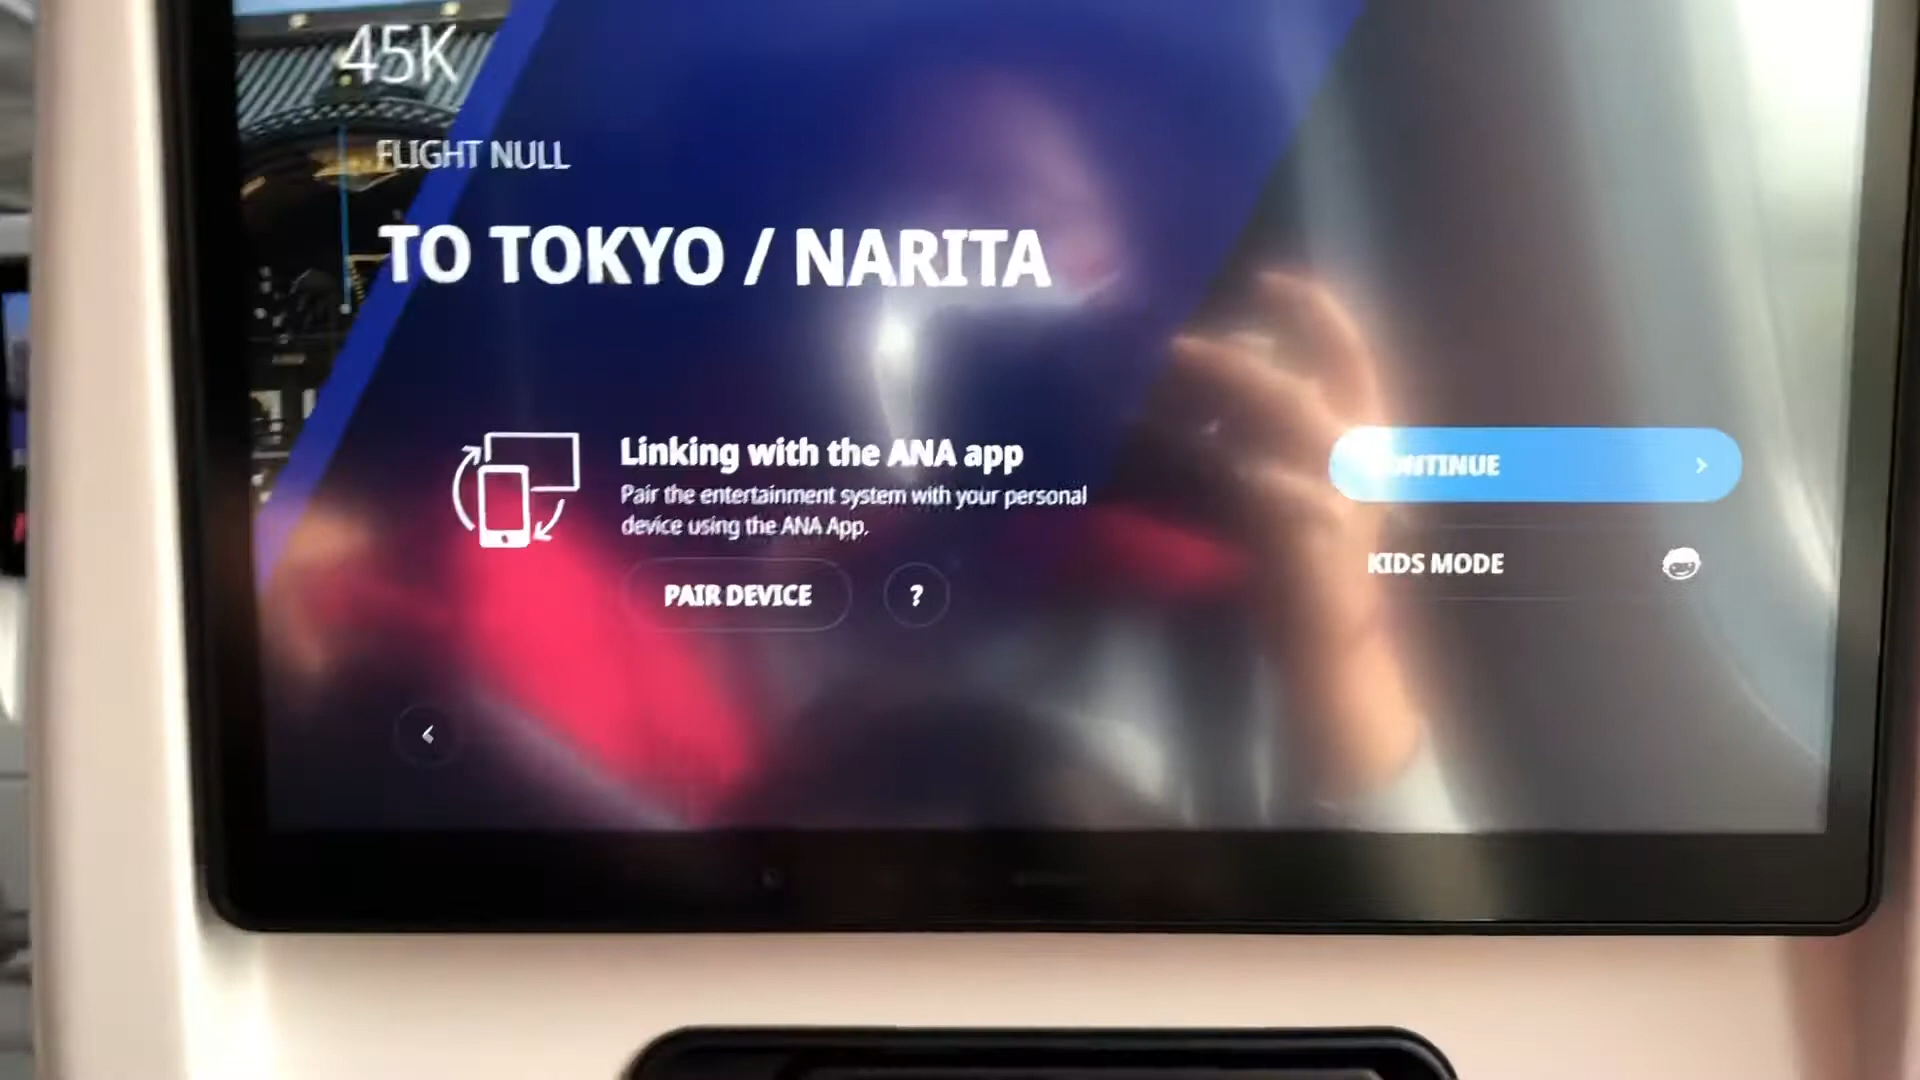 45K
FLIGHT NULL
TO TOKYO / NARITA
Linking with the ANA app
Pair the entertainment system with your personal
device using the ANA App.
PAIR DEVICE
?
CONTINUE
KIDS MODE